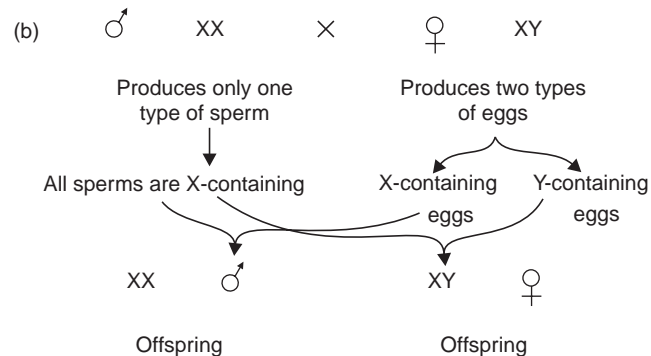 (b) ♂ XX × ♀ XY
Produces only one
type of sperm
Produces two types
of eggs
All sperms are X-containing
X-containing
eggs
Y-containing
eggs
XX ♂ XY ♀
Offspring Offspring